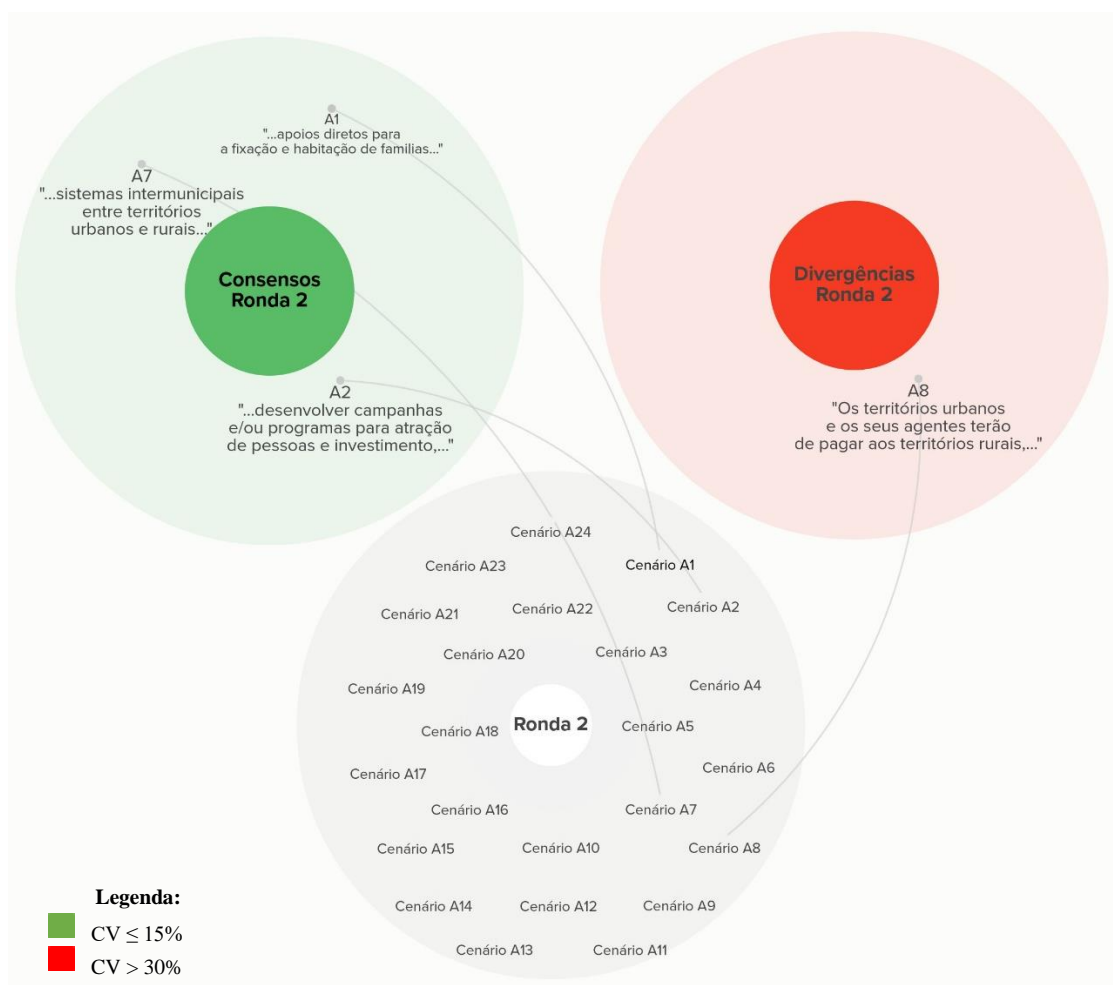 A1
"...apoios diretos para
a fixação e habitação de familias..."
A7
"...sistemas intermunicipais
entre territórios
urbanos e rurais..."
Consensos
Ronda 2
A2
"...desenvolver campanhas
e/ou programas para atração
de pessoas e investimento,..."
Divergências
Ronda 2
A8
"Os territórios urbanos
e os seus agentes terão
de pagar aos territórios rurais,..."
Cenário A24
Cenário A23
Cenário A1
Cenário A21
Cenário A22
Cenário A2
Cenário A20
Cenário A3
Cenário A19
Cenário A4
Cenário A18
Ronda 2
Cenário A5
Cenário A17
Cenário A6
Cenário A16
Cenário A7
Cenário A15
Cenário A10
Cenário A8
Cenário A14
Cenário A12
Cenário A9
Cenário A13
Cenário A11
Legenda:
CV ≤ 15%
CV > 30%